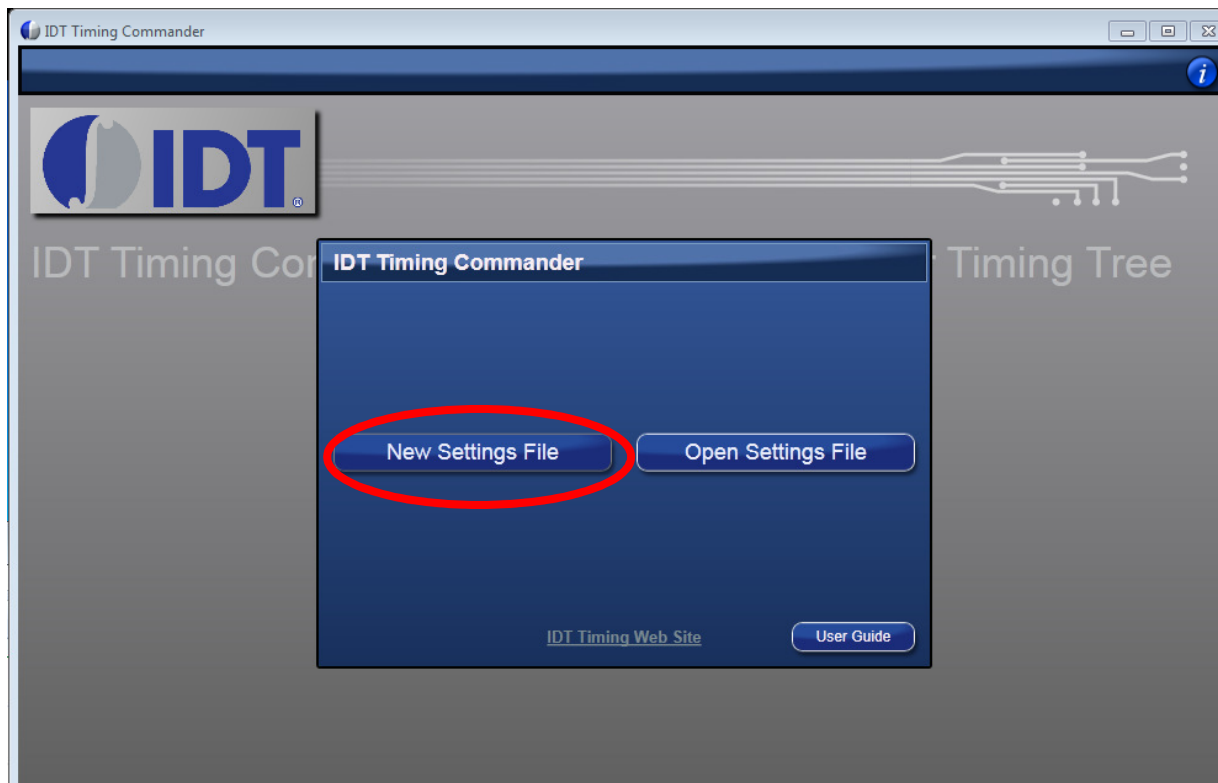 IDT Timing Commander
i
IDT®
IDT Timing Co
Timing Tree
IDT Timing Commander
New Settings File
Open Settings File
IDT Timing Web Site
User Guide